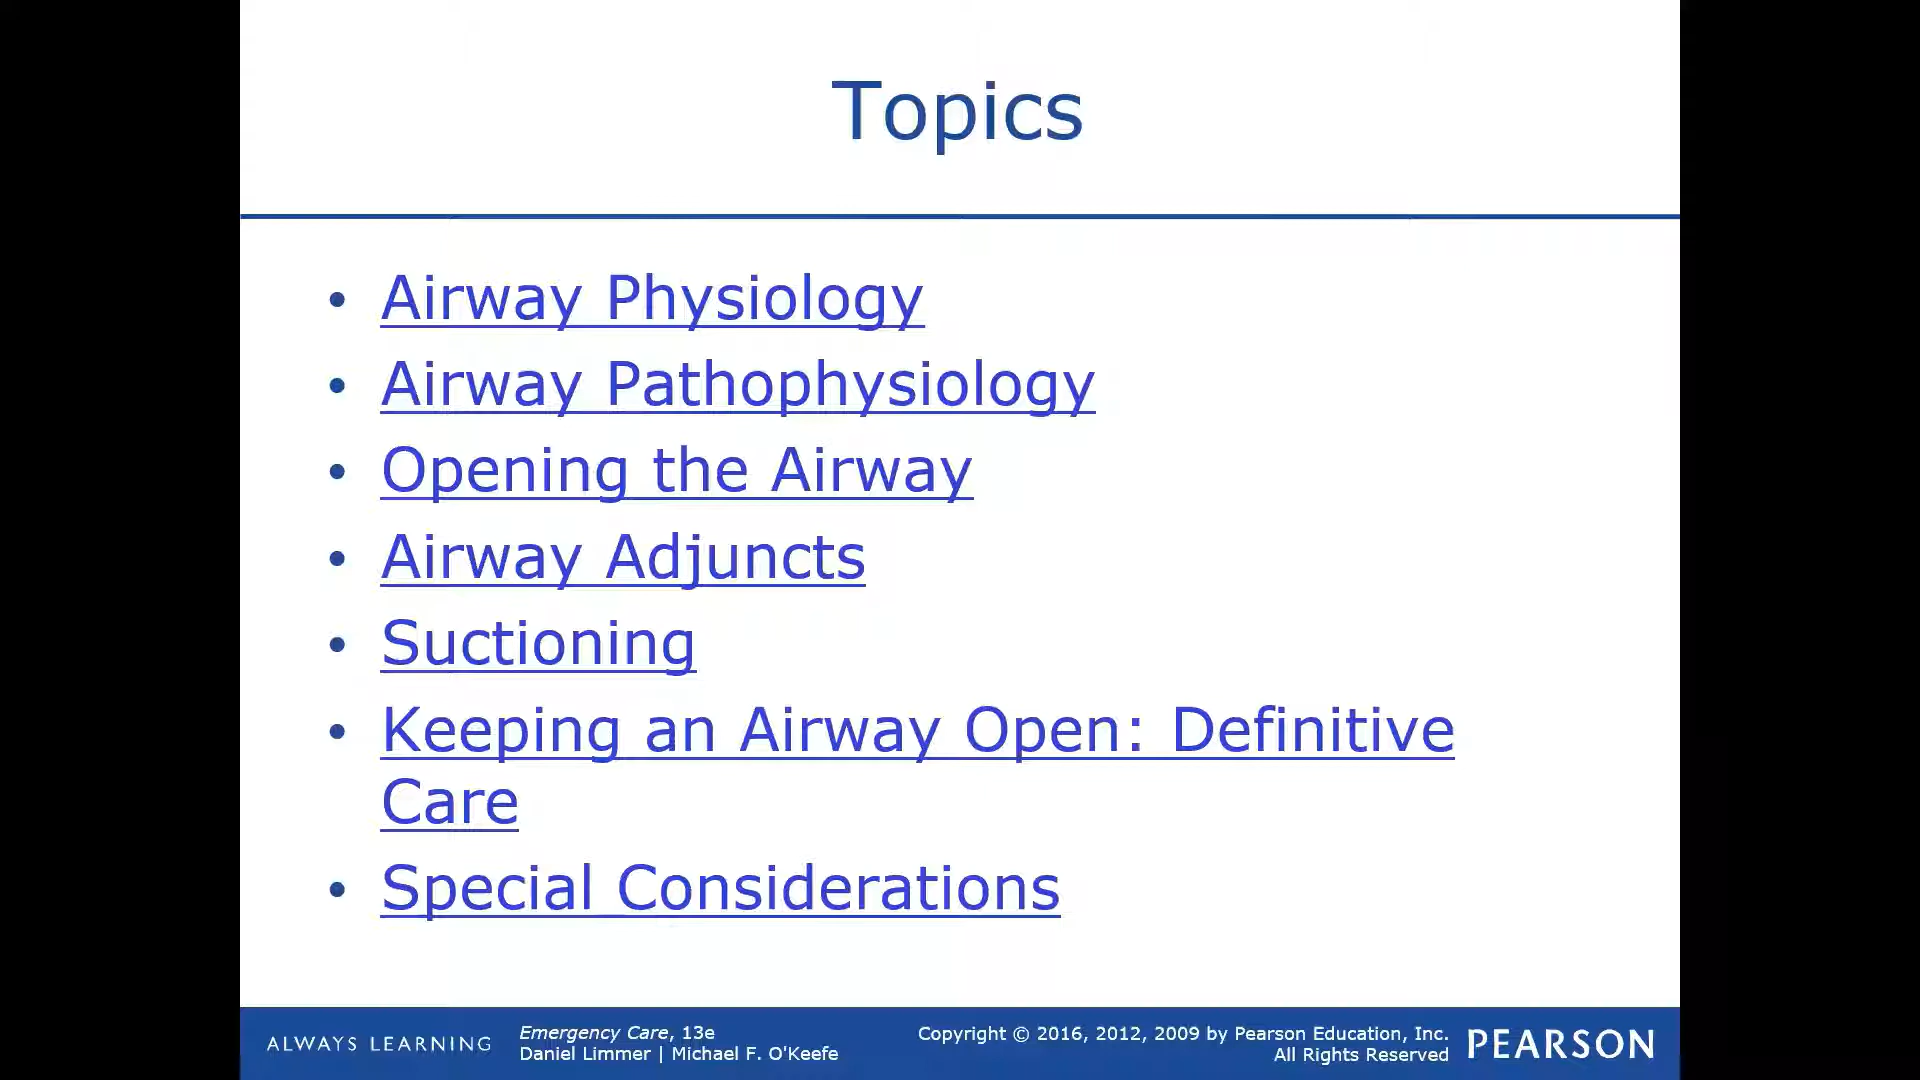 Topics
• Airway Physiology
• Airway Pathophysiology
• Opening the Airway
• Airway Adjuncts
• Suctioning
• Keeping an Airway Open: Definitive
Care
• Special Considerations
ALWAYS LEARNING
Emergency Care, 13e
Daniel Limmer | Michael F. O'Keefe
Copyright © 2016, 2012, 2009 by Pearson Education, Inc.
All Rights Reserved
PEARSON